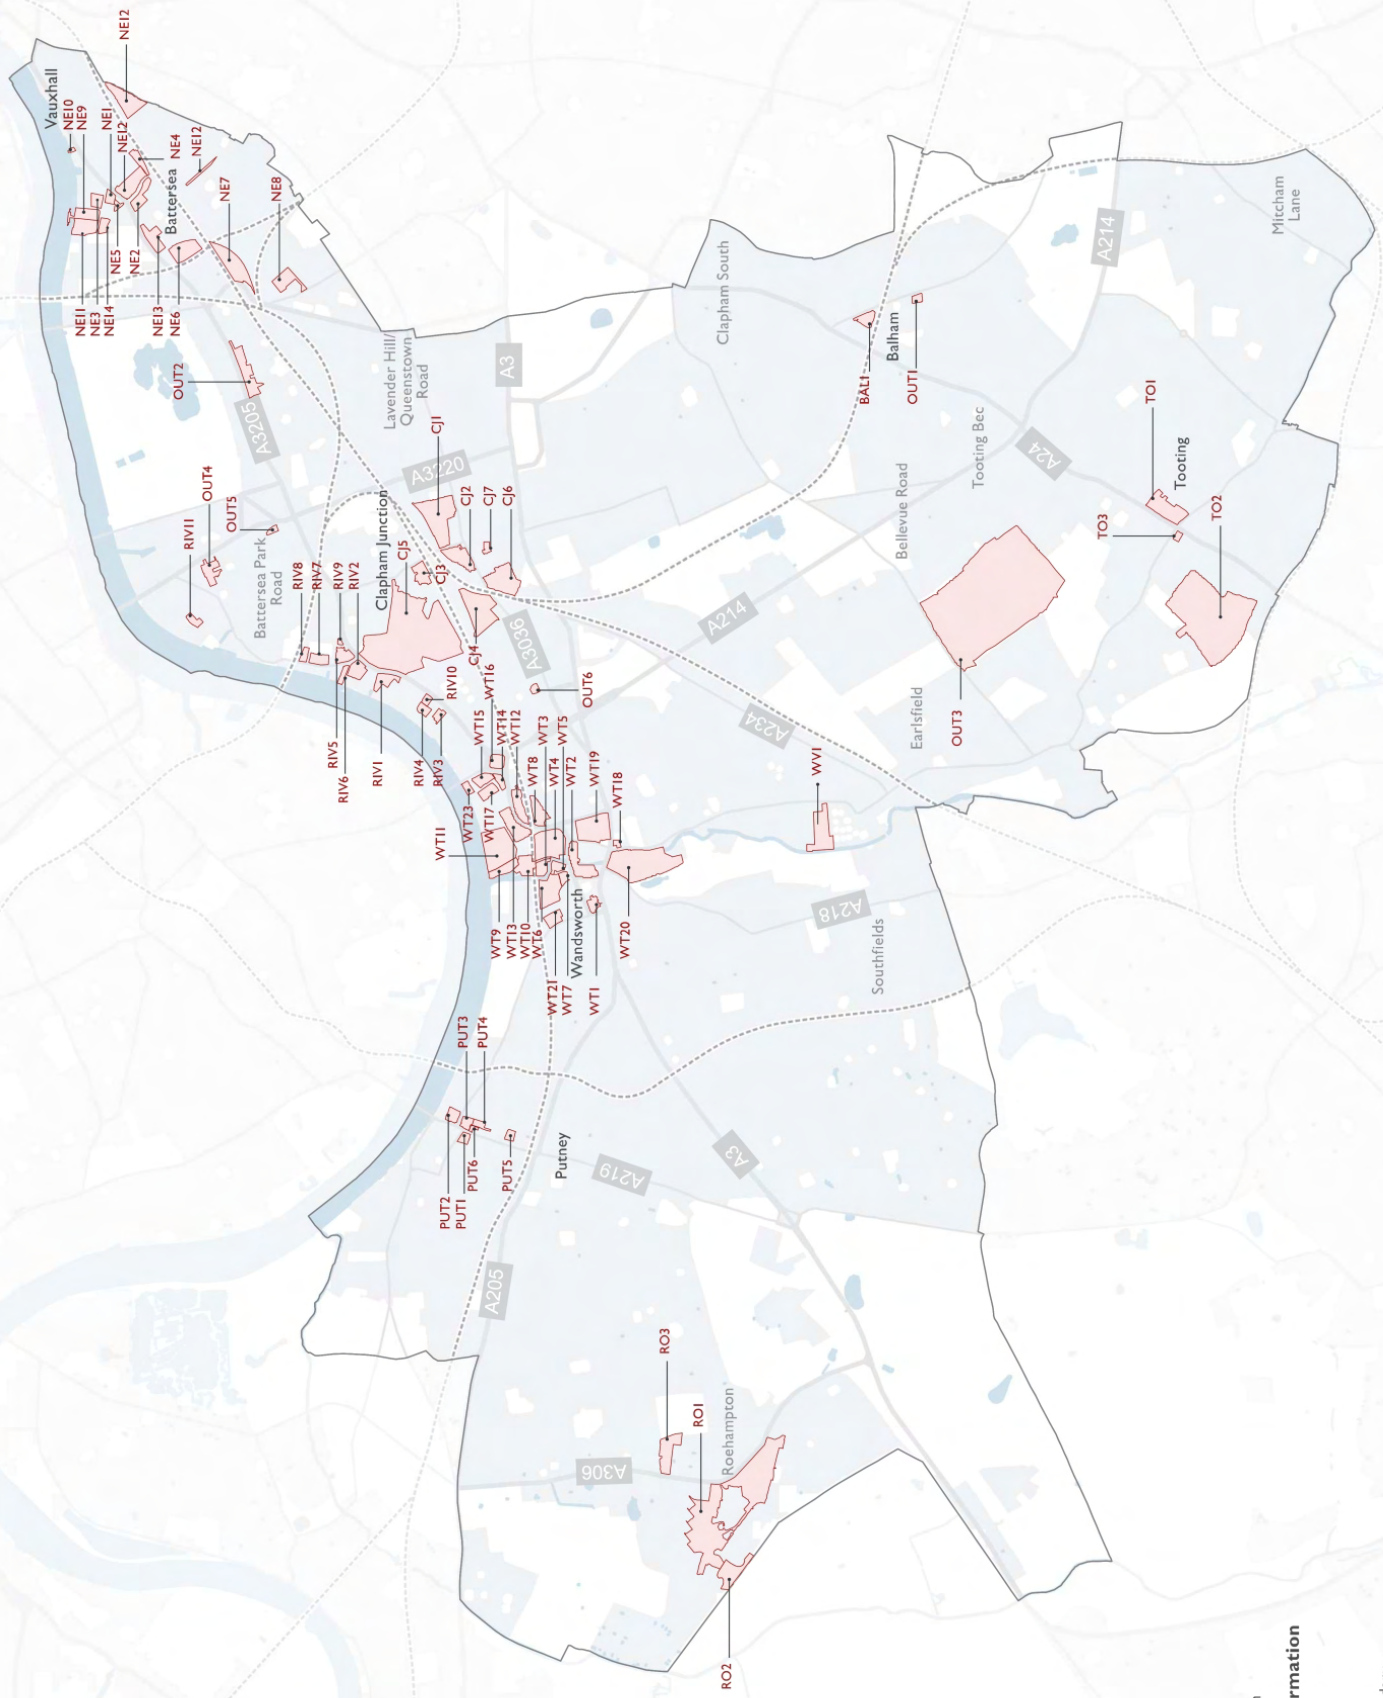 Vauxhall
NE12
NE10
NE9
NE1
NE12
NE4
NE12
NE7
NE8
Battersea
NE5
NE2
NE11
NE3
NE14
NE13
NE6
OUT2
A3205
Lavender Hill/
Queenstown
Road
A3
Clapham South
A3220
CJ1
OUT4
OUT5
RIV11
Battersea Park
Road
RIV8
RIV7
RIV9
RIV2
Clapham Junction
CJ5
CJ3
CJ2
CJ7
CJ6
CJ4
A3036
RIV5
RIV6
RIV1
RIV4
RIV3
RIV10
WT16
WT15
WT14
WT12
WT3
WT5
WT8
WT4
WT2
WT19
WT18
OUT6
WT23
WT17
WT11
WT9
WT13
WT10
WT6
WT21
WT7
WT1
Wandsworth
WT20
A214
A234
WV1
A218
Southfields
Earlsfield
OUT3
Bellevue Road
Tooting Bec
BAL1
Balham
OUT1
A214
Mitcham
Lane
A24
TO1
Tooting
TO3
TO2
PUT3
PUT4
PUT2
PUT1
PUT6
PUT5
Putney
A219
A3
A205
RO3
RO1
Roehampton
A306
RO2
rmation